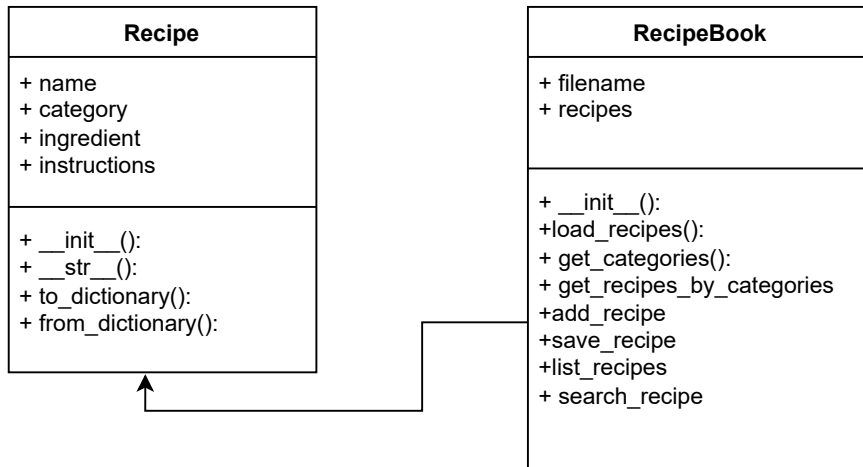 Recipe
+ name
+ category
+ ingredient
+ instructions
+ __init__():
+ __str__():
+ to_dictionary():
+ from_dictionary():
RecipeBook
+ filename
+ recipes
+ __init__():
+load_recipes():
+ get_categories():
+ get_recipes_by_categories
+add_recipe
+save_recipe
+list_recipes
+ search_recipe